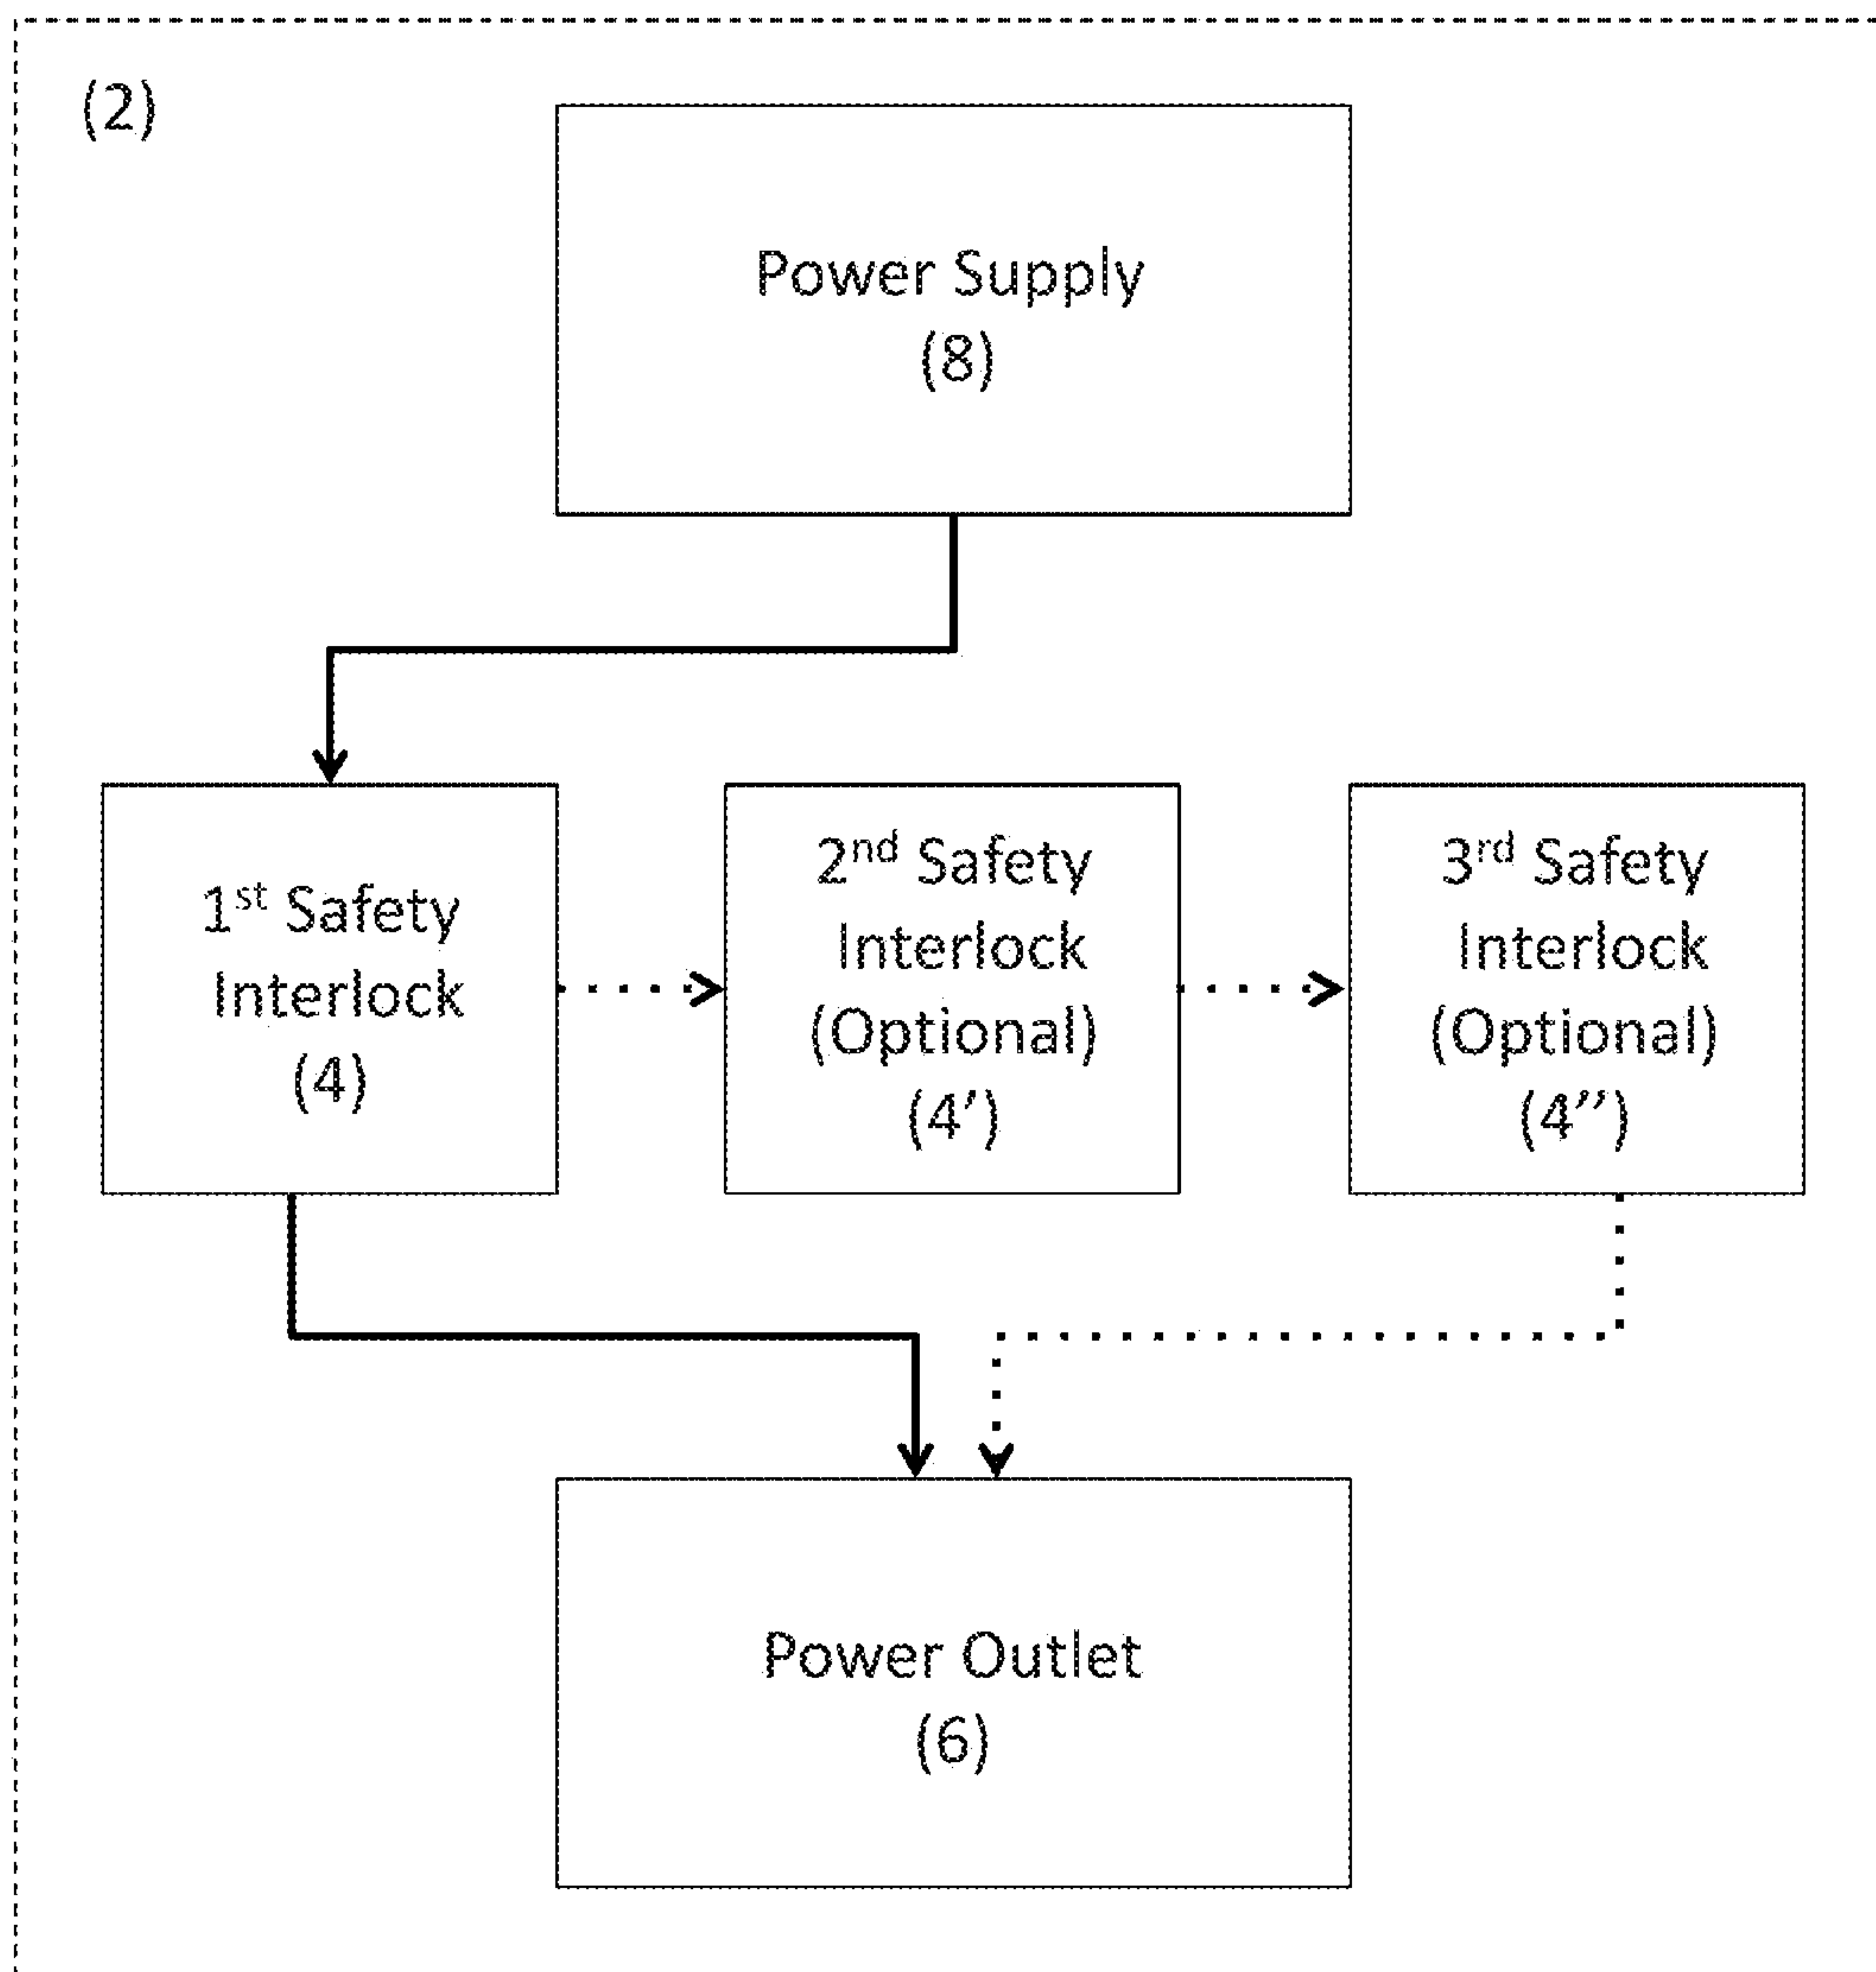 (2)
Power Supply
(8)
1st Safety
Interlock
(4)
2nd Safety
Interlock
(Optional)
(4’)
3rd Safety
Interlock
(Optional)
(4’’)
Power Outlet
(6)